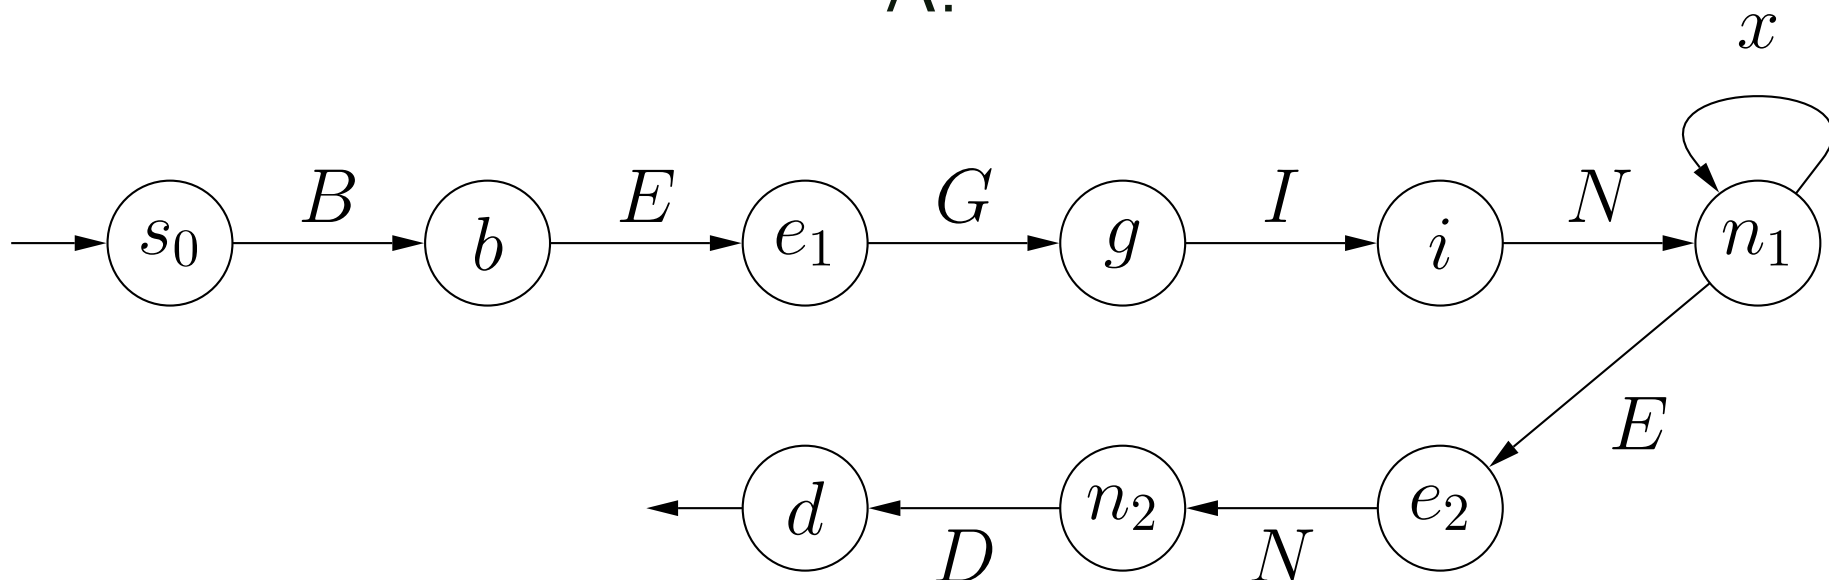 x
B E G I N
s₀ b e₁ g i n₁
E
d n₂ e₂
D N